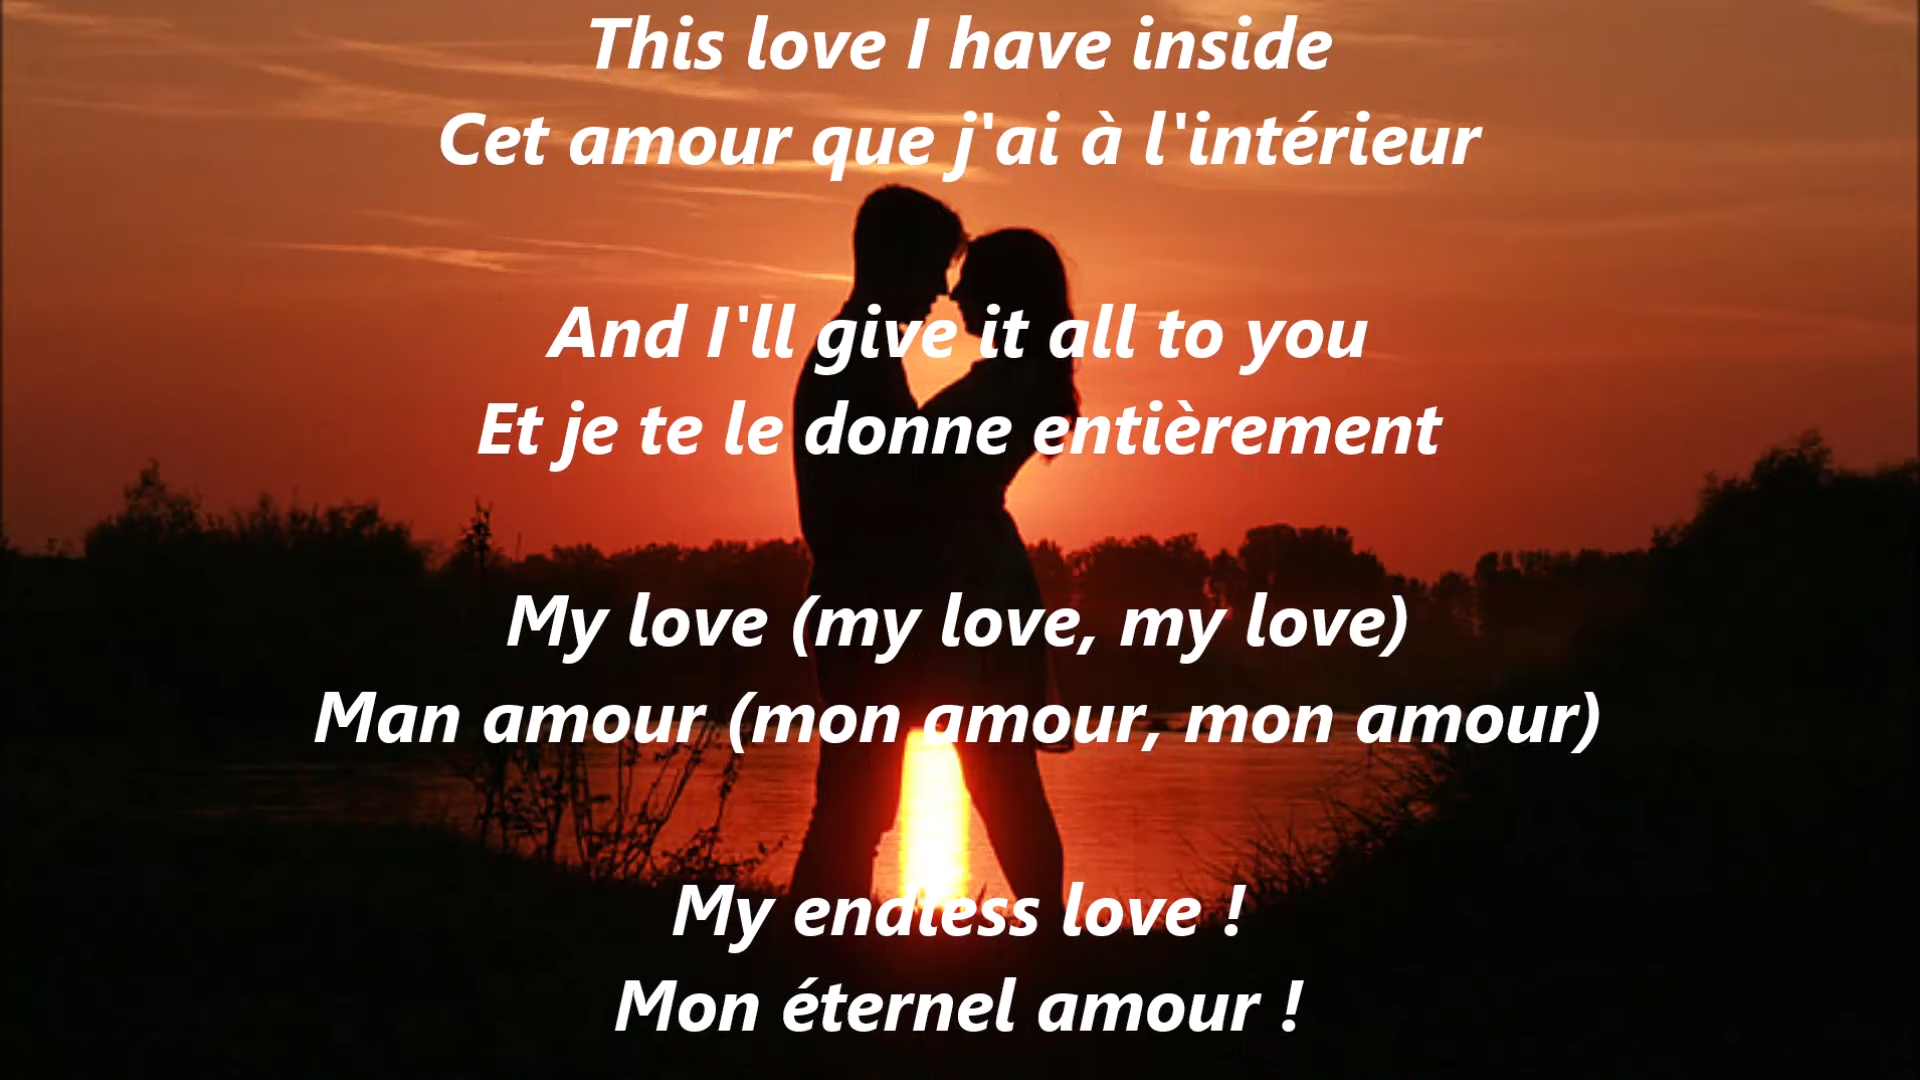 This love I have inside
Cet amour que j'ai à l'intérieur
And I'll give it all to you
Et je te le donne entièrement
My love (my love, my love)
Man amour (mon amour, mon amour)
My endless love !
Mon éternel amour !